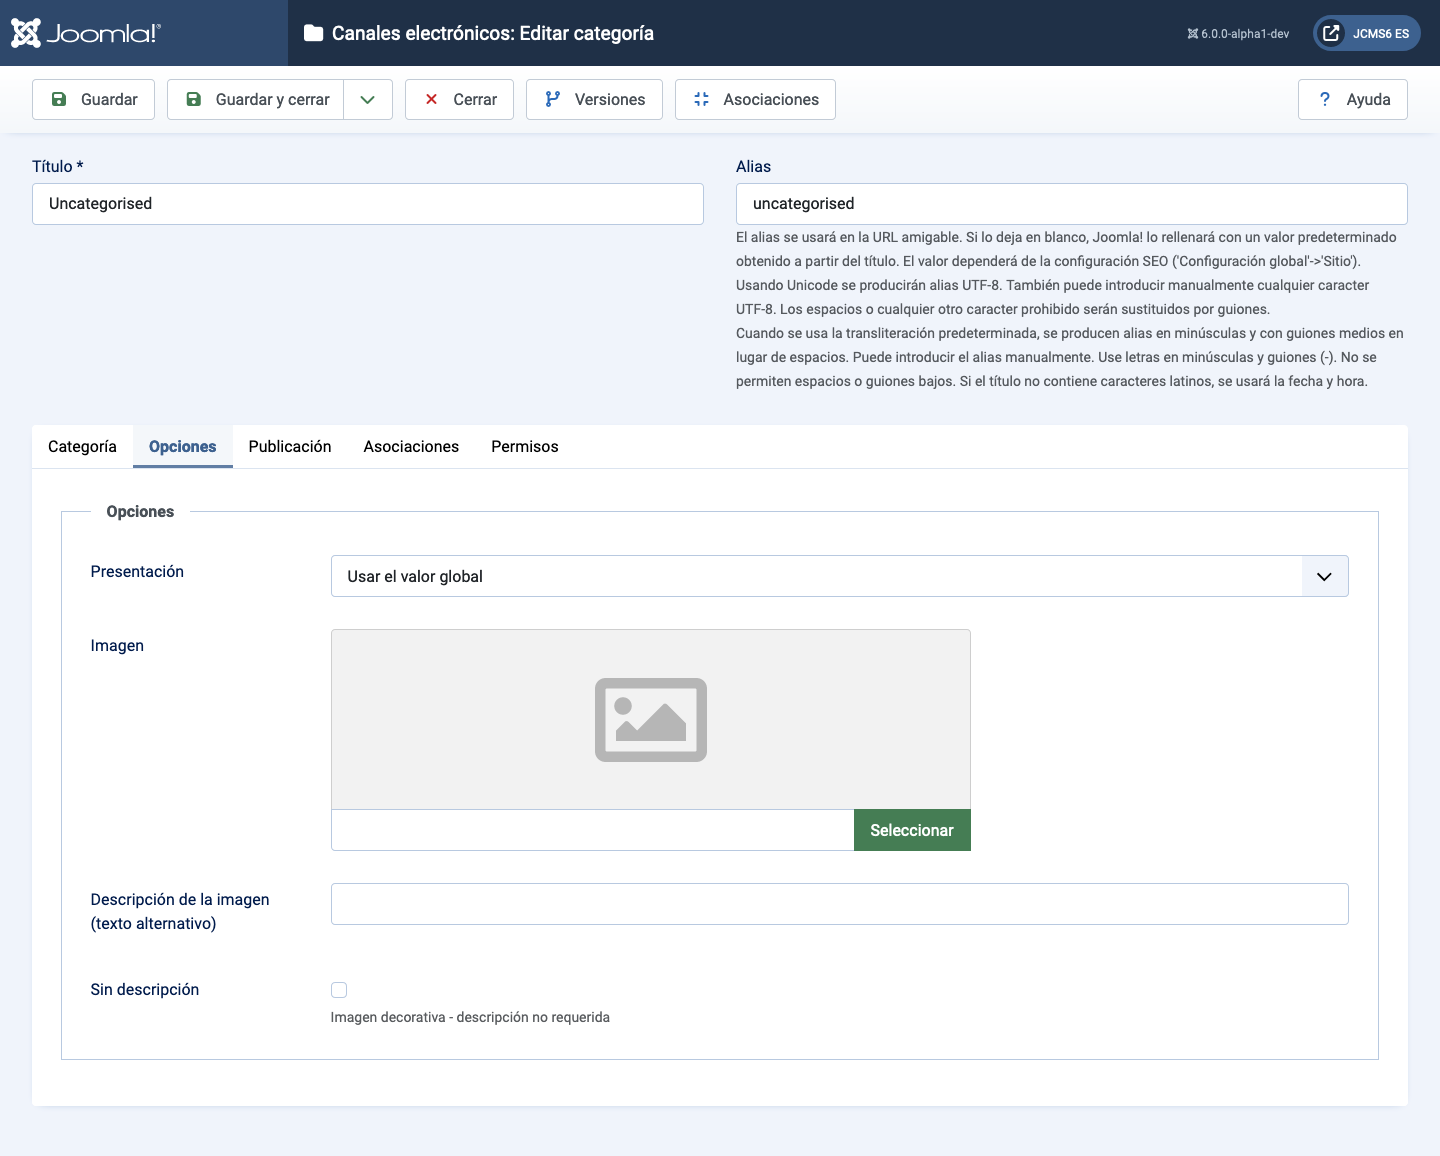 Joomla!®
Canales electrónicos: Editar categoría
6.0.0-alpha1-dev
JCMS6 ES
Guardar
Guardar y cerrar
Cerrar
Versiones
Asociaciones
? Ayuda
Título *
Alias
Uncategorised
uncategorised
El alias se usará en la URL amigable. Si lo deja en blanco, Joomla! lo rellenará con un valor predeterminado
obtenido a partir del título. El valor dependerá de la configuración SEO ('Configuración global'->'Sitio').
Usando Unicode se producirán alias UTF-8. También puede introducir manualmente cualquier caracter
UTF-8. Los espacios o cualquier otro caracter prohibido serán sustituidos por guiones.
Cuando se usa la transliteración predeterminada, se producen alias en minúsculas y con guiones medios en
lugar de espacios. Puede introducir el alias manualmente. Use letras en minúsculas y guiones (-). No se
permiten espacios o guiones bajos. Si el título no contiene caracteres latinos, se usará la fecha y hora.
Categoría
Opciones
Publicación
Asociaciones
Permisos
Opciones
Presentación
Usar el valor global
Imagen
Seleccionar
Descripción de la imagen
(texto alternativo)
Sin descripción
Imagen decorativa - descripción no requerida